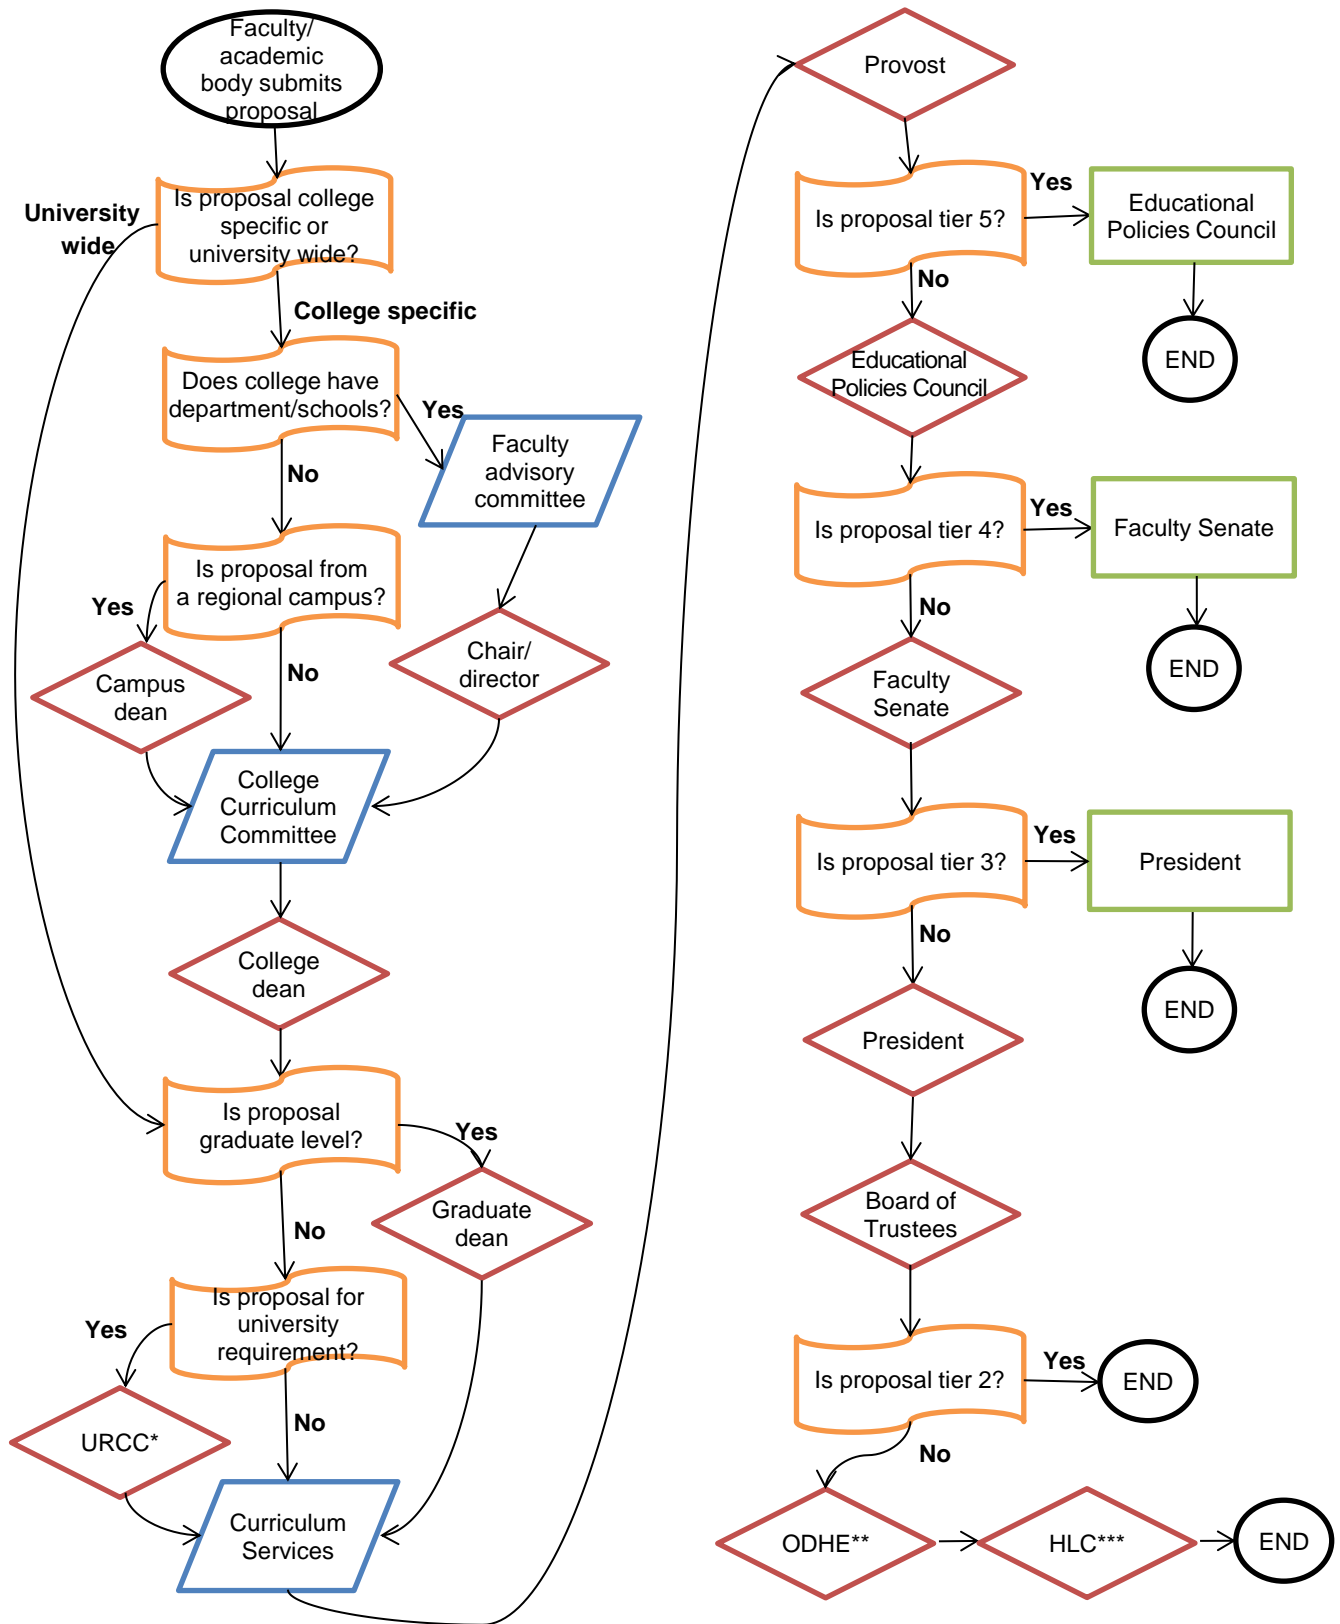 Faculty/
academic
body submits
proposal
Is proposal college
specific or
university wide?
University
wide
College specific
Does college have
department/schools?
Yes
No
Faculty
advisory
committee
Is proposal from
a regional campus?
Yes
No
Campus
dean
Chair/
director
College
Curriculum
Committee
College
dean
Is proposal
graduate level?
Yes
No
Graduate
dean
Is proposal for
university
requirement?
Yes
No
URCC*
Curriculum
Services
Provost
Is proposal tier 5?
Yes
Educational
Policies Council
END
No
Educational
Policies Council
Is proposal tier 4?
Yes
Faculty Senate
END
No
Faculty
Senate
Is proposal tier 3?
Yes
President
END
No
President
Board of
Trustees
Is proposal tier 2?
Yes
END
No
ODHE**
HLC***
END